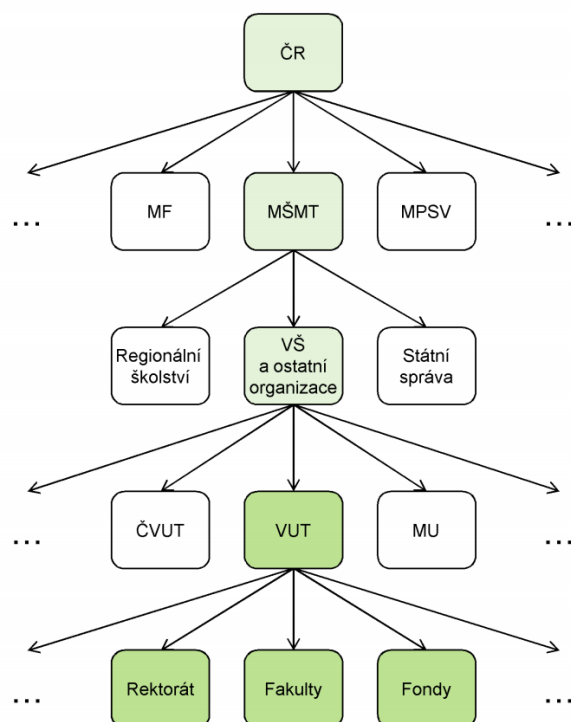 ČR
... MF MŠMT MPSV ...
Regionální
školství
VŠ
a ostatní
organizace
Státní
správa
... ČVUT VUT MU ...
... Rektorát Fakulty Fondy ...